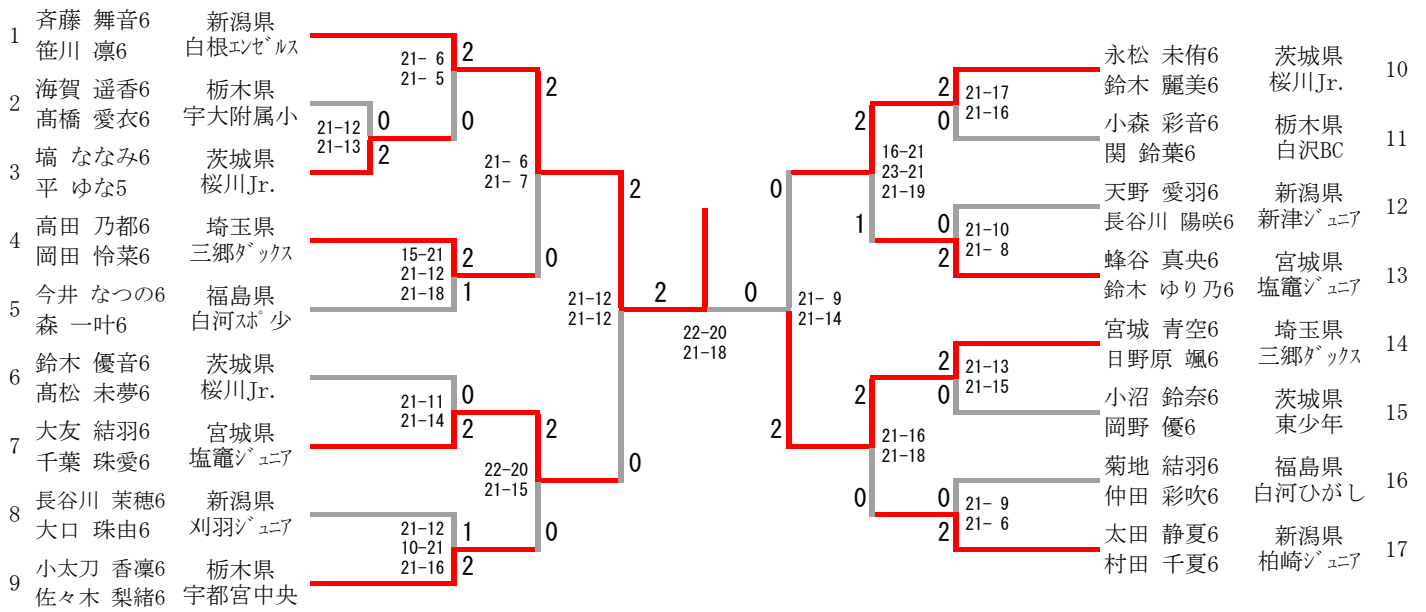 1 斉藤 舞音6 新潟県
笹川 凛6 白根ｴﾝｾﾞﾙｽ
2 海賀 遥香6 栃木県
髙橋 愛衣6 宇大附属小
3 塙 ななみ6 茨城県
平 ゆな5 桜川Jr.
4 高田 乃都6 埼玉県
岡田 怜菜6 三郷ﾀﾞｯｸｽ
5 今井 なつの6 福島県
森 一叶6 白河ｽﾎﾟ少
6 鈴木 優音6 茨城県
髙松 未夢6 桜川Jr.
7 大友 結羽6 宮城県
千葉 珠愛6 塩竈ｼﾞｭﾆｱ
8 長谷川 茉穂6 新潟県
大口 珠由6 刈羽ｼﾞｭﾆｱ
9 小太刀 香凜6 栃木県
佐々木 梨緒6 宇都宮中央
21- 6 2
21- 5
21-12 0 0
21-13 2
2
21- 6
21- 7
15-21 2 0
21-12
21-18 1
2
21-12
21-12
21-11 0
21-14 2
2
22-20
21-15
0
21-12 1 0
10-21
21-16 2
2 0
22-20
21-18
2 21-17
0 21-16
2
16-21
23-21
21-19
0
1
0 21-10
2 21- 8
21- 9
21-14
2 21-13
0 21-15
2
2
21-16
21-18
0
0 21- 9
2 21- 6
永松 未侑6 茨城県 10
鈴木 麗美6 桜川Jr.
小森 彩音6 栃木県 11
関 鈴葉6 白沢BC
天野 愛羽6 新潟県 12
長谷川 陽咲6 新津ｼﾞｭﾆｱ
蜂谷 真央6 宮城県 13
鈴木 ゆり乃6 塩竈ｼﾞｭﾆｱ
宮城 青空6 埼玉県 14
日野原 颯6 三郷ﾀﾞｯｸｽ
小沼 鈴奈6 茨城県 15
岡野 優6 東少年
菊地 結羽6 福島県 16
仲田 彩吹6 白河ひがし
太田 静夏6 新潟県 17
村田 千夏6 柏崎ｼﾞｭﾆｱ